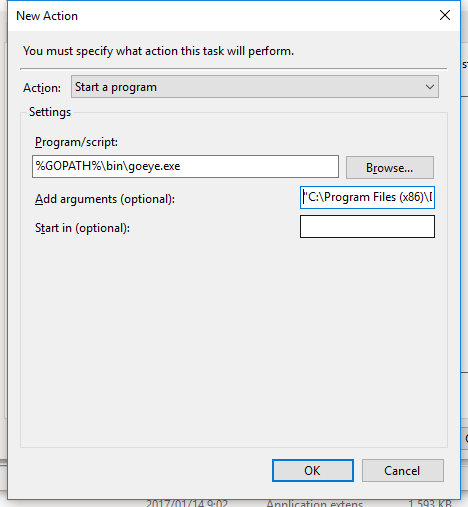 New Action
You must specify what action this task will perform.
Action: Start a program
Settings
Program/script:
%GOPATH%\bin\goeye.exe Browse...
Add arguments (optional): "C:\Program Files (x86)\
Start in (optional):
OK Cancel
2017/01/14 9:02 Application extens 1,593 KB